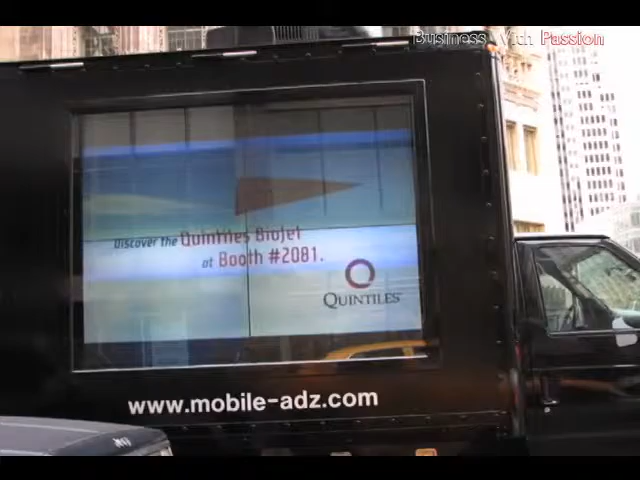 Business With Passion
Discover the Quintiles Biojet
at Booth #2081.
QUINTILES
www.mobile-adz.com